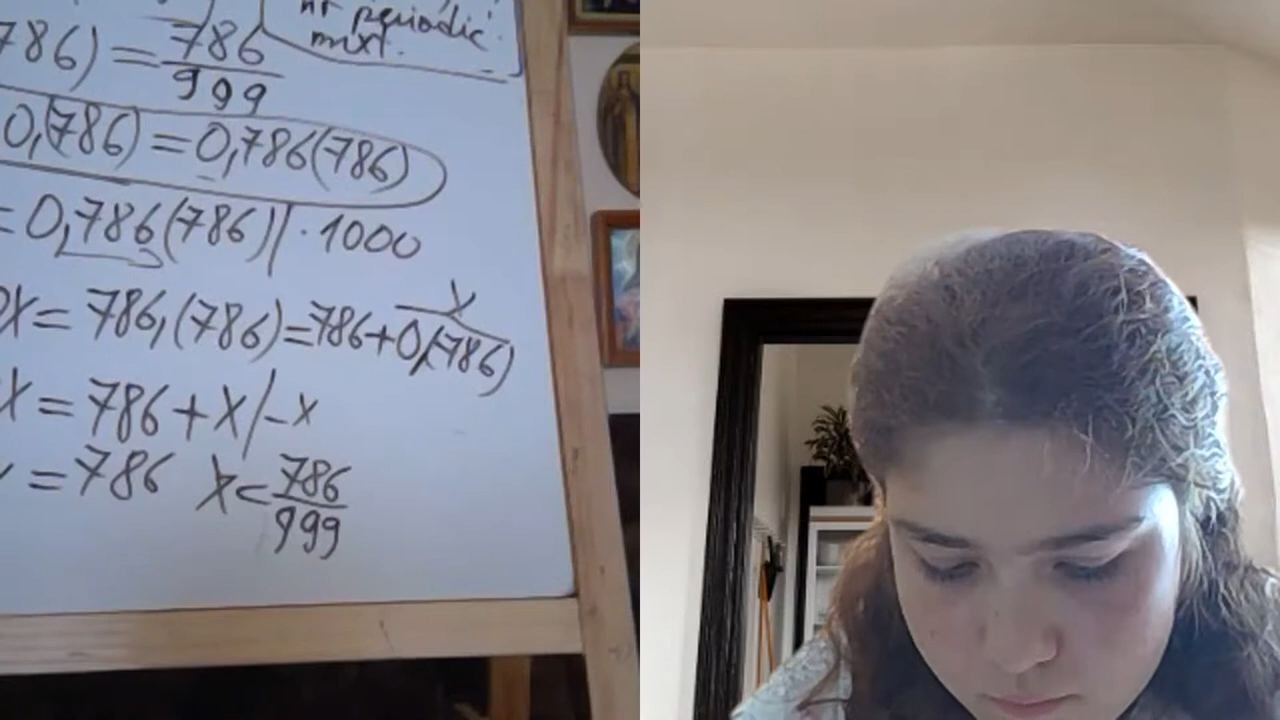 nr periodic
mixt.
786) = 786/999
0,(786) = 0,786(786)
= 0,786(786) | · 1000
x = 786,(786) = 786 + 0,(786)
x
x = 786 + x / - x
= 786 x = 786/999